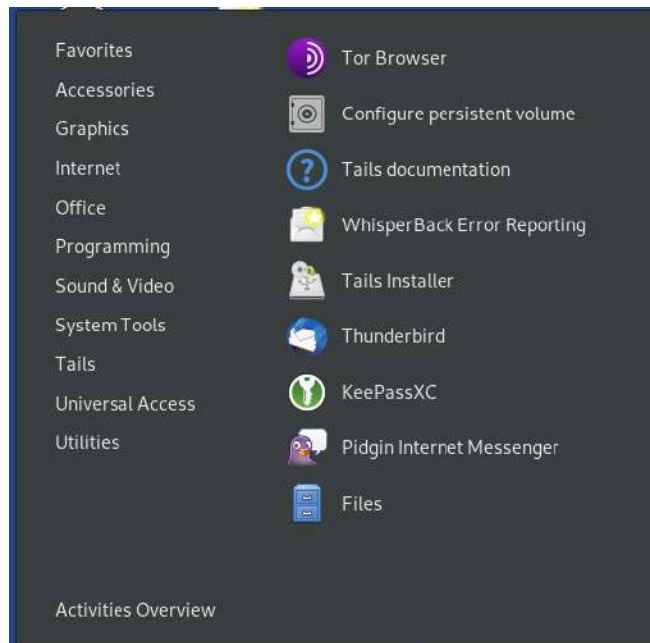 Favorites
Accessories
Graphics
Internet
Office
Programming
Sound & Video
System Tools
Tails
Universal Access
Utilities
Activities Overview
Tor Browser
Configure persistent volume
Tails documentation
WhisperBack Error Reporting
Tails Installer
Thunderbird
KeePassXC
Pidgin Internet Messenger
Files